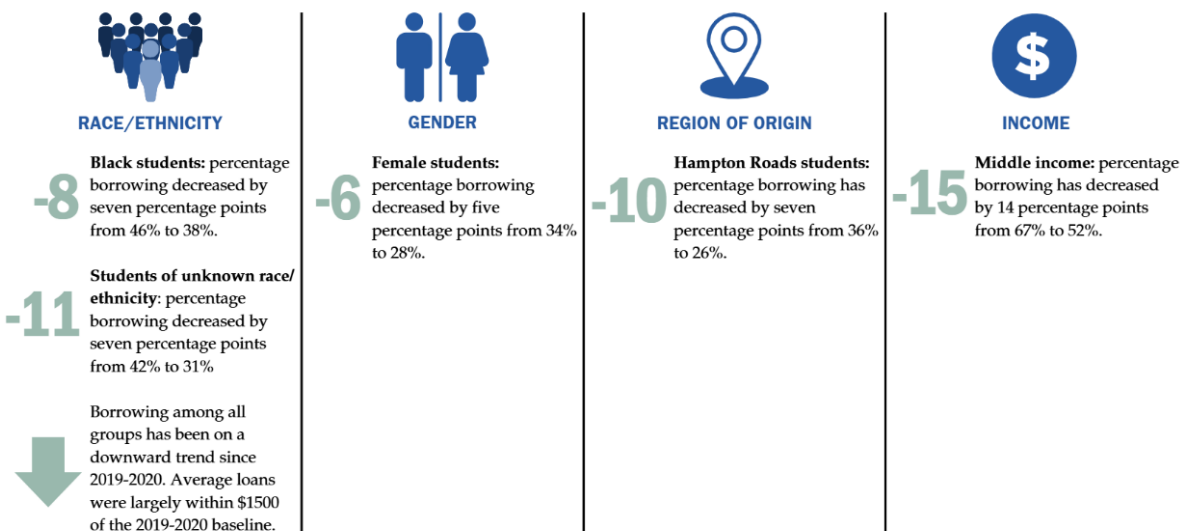 RACE/ETHNICITY
-8
Black students: percentage
borrowing decreased by
seven percentage points
from 46% to 38%.
-11
Students of unknown race/
ethnicity: percentage
borrowing decreased by
seven percentage points
from 42% to 31%
Borrowing among all
groups has been on a
downward trend since
2019-2020. Average loans
were largely within $1500
of the 2019-2020 baseline.
GENDER
-6
Female students:
percentage borrowing
decreased by five
percentage points from 34%
to 28%.
REGION OF ORIGIN
-10
Hampton Roads students:
percentage borrowing has
decreased by seven
percentage points from 36%
to 26%.
$
INCOME
-15
Middle income: percentage
borrowing has decreased
by 14 percentage points
from 67% to 52%.